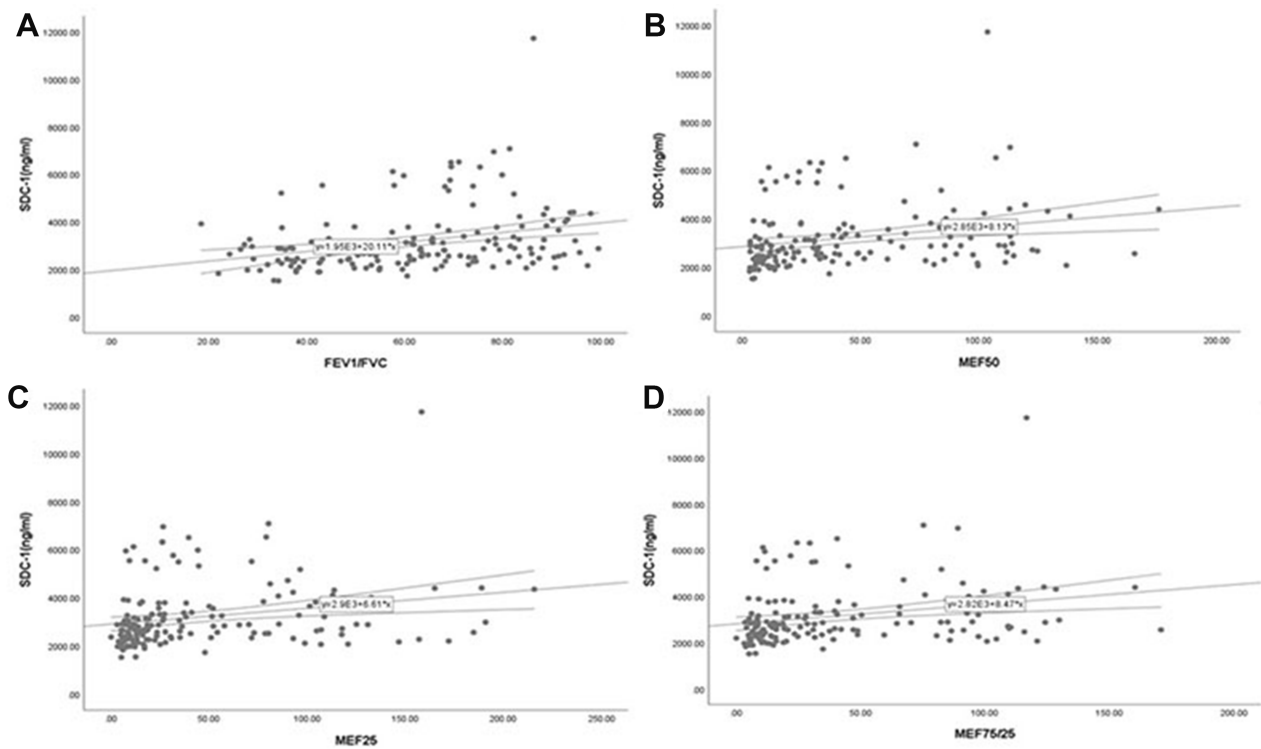 A
12000.00
10000.00
8000.00
6000.00
4000.00
2000.00
.00
SDC-1(ng/ml)
y=1.95E3+20.11*x
.00 20.00 40.00 60.00 80.00 100.00
FEV1/FVC
B
12000.00
10000.00
8000.00
6000.00
4000.00
2000.00
.00
SDC-1(ng/ml)
y=2.85E3+8.13*x
.00 50.00 100.00 150.00 200.00
MEF50
C
12000.00
10000.00
8000.00
6000.00
4000.00
2000.00
.00
SDC-1(ng/ml)
y=2.9E3+6.61*x
.00 50.00 100.00 150.00 200.00 250.00
MEF25
D
12000.00
10000.00
8000.00
6000.00
4000.00
2000.00
.00
SDC-1(ng/ml)
y=2.82E3+8.47*x
.00 50.00 100.00 150.00 200.00
MEF75/25